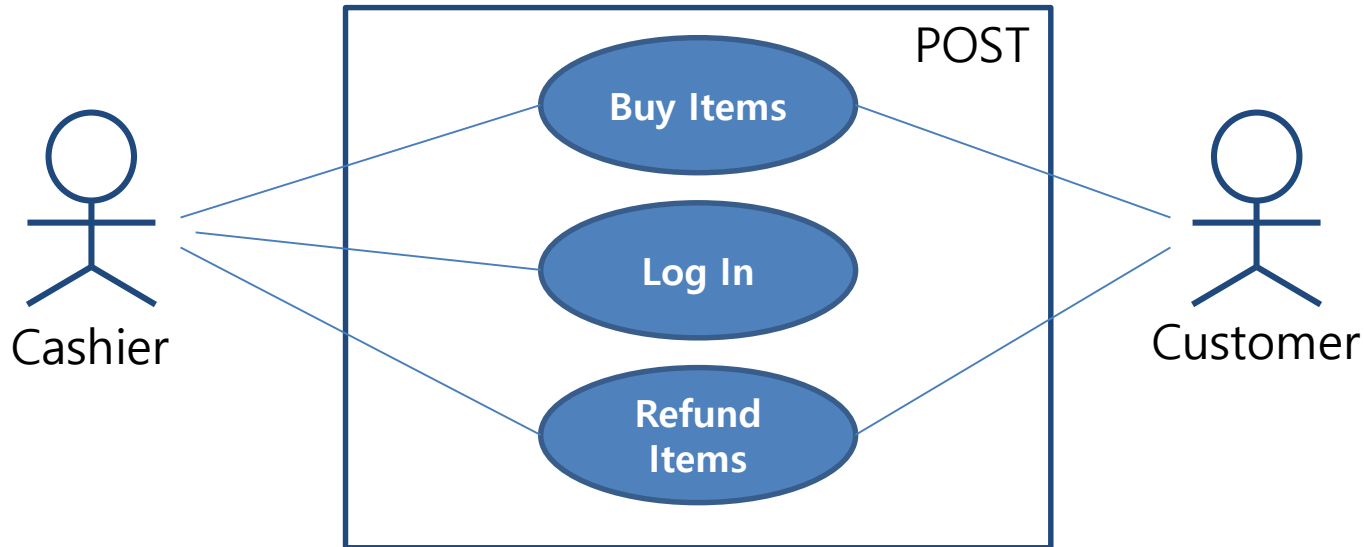 POST
Buy Items
Log In
Cashier
Customer
Refund
Items